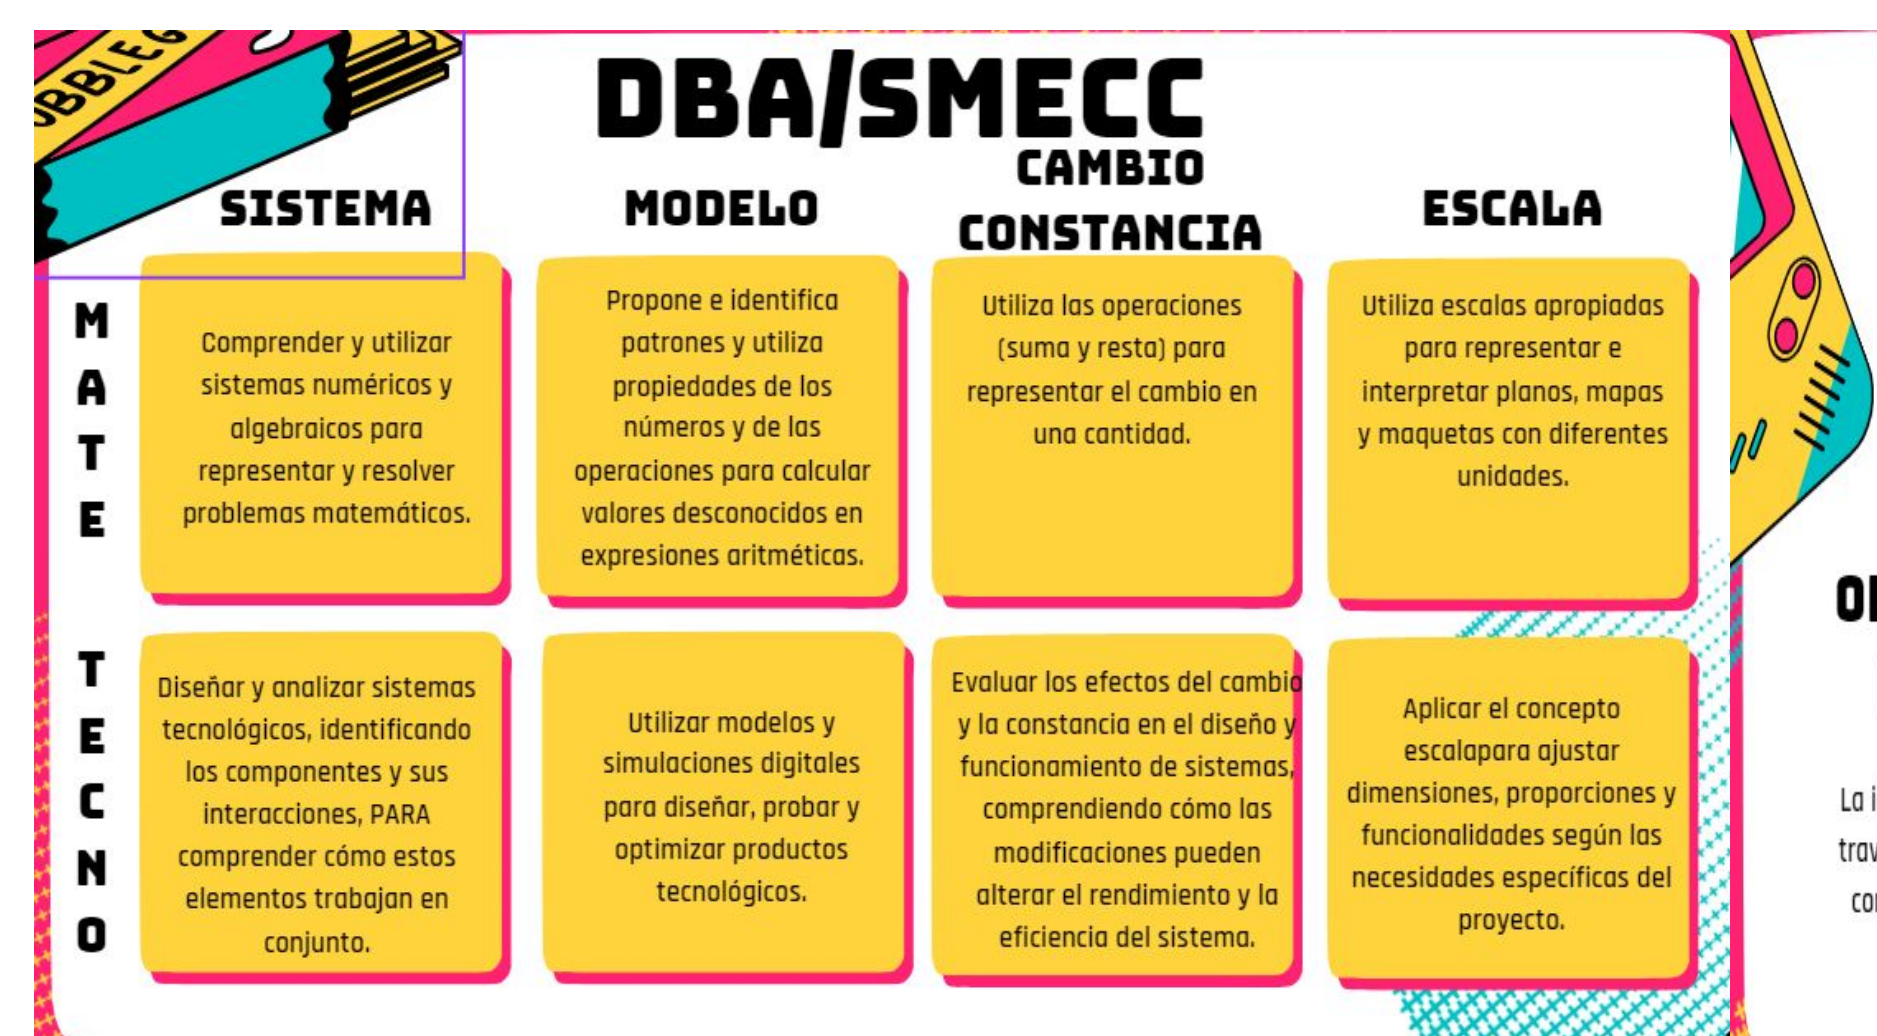 DBA/SMECC
SISTEMA
MODELO
CAMBIO
CONSTANCIA
ESCALA
MATE
Comprender y utilizar
sistemas numéricos y
algebraicos para
representar y resolver
problemas matemáticos.
Propone e identifica
patrones y utiliza
propiedades de los
números y de las
operaciones para calcular
valores desconocidos en
expresiones aritméticas.
Utiliza las operaciones
(suma y resta) para
representar el cambio en
una cantidad.
Utiliza escalas apropiadas
para representar e
interpretar planos, mapas
y maquetas con diferentes
unidades.
TECNO
Diseñar y analizar sistemas
tecnológicos, identificando
los componentes y sus
interacciones, PARA
comprender cómo estos
elementos trabajan en
conjunto.
Utilizar modelos y
simulaciones digitales
para diseñar, probar y
optimizar productos
tecnológicos.
Evaluar los efectos del cambio
y la constancia en el diseño y
funcionamiento de sistemas,
comprendiendo cómo las
modificaciones pueden
alterar el rendimiento y la
eficiencia del sistema.
Aplicar el concepto
escalapara ajustar
dimensiones, proporciones y
funcionalidades según las
necesidades específicas del
proyecto.
La